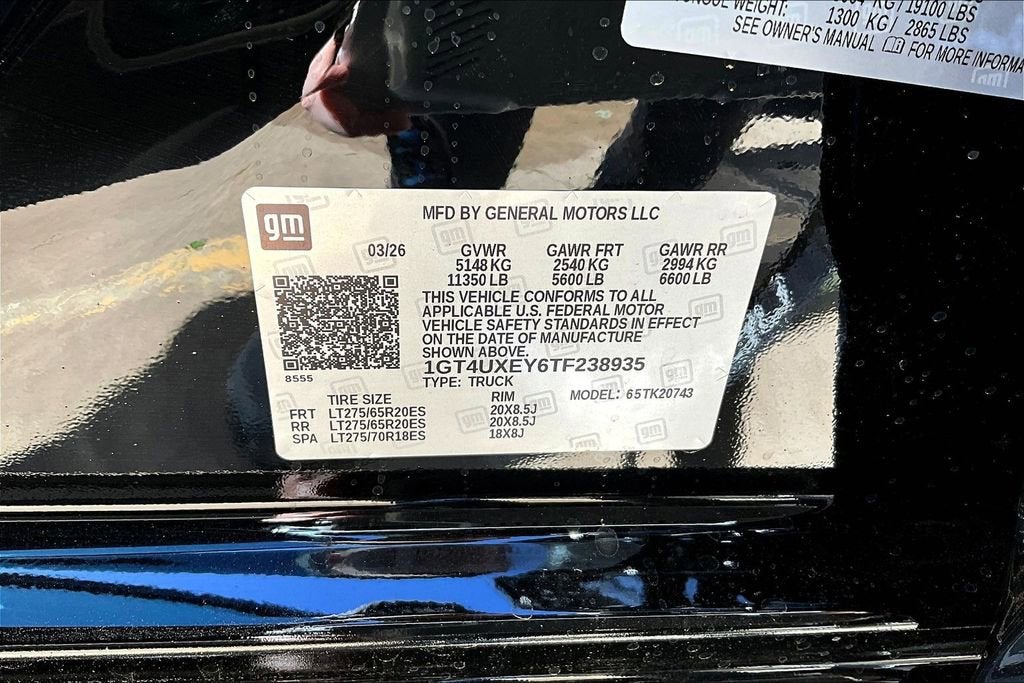 KG / 19100 LBS
WEIGHT: 1300 KG / 2865 LBS
SEE OWNER'S MANUAL FOR MORE
gm
MFD BY GENERAL MOTORS LLC
03/26 GVWR GAWR FRT GAWR RR
5148 KG 2540 KG 2994 KG
11350 LB 5600 LB 6600 LB
THIS VEHICLE CONFORMS TO ALL
APPLICABLE U.S. FEDERAL MOTOR
VEHICLE SAFETY STANDARDS IN EFFECT
ON THE DATE OF MANUFACTURE
SHOWN ABOVE.
8555
1GT4UXEY6TF238935
TYPE: TRUCK
MODEL: 65TK20743
TIRE SIZE RIM
FRT LT275/65R20ES 20X8.5J
RR LT275/65R20ES 20X8.5J
SPA LT275/70R18ES 18X8J